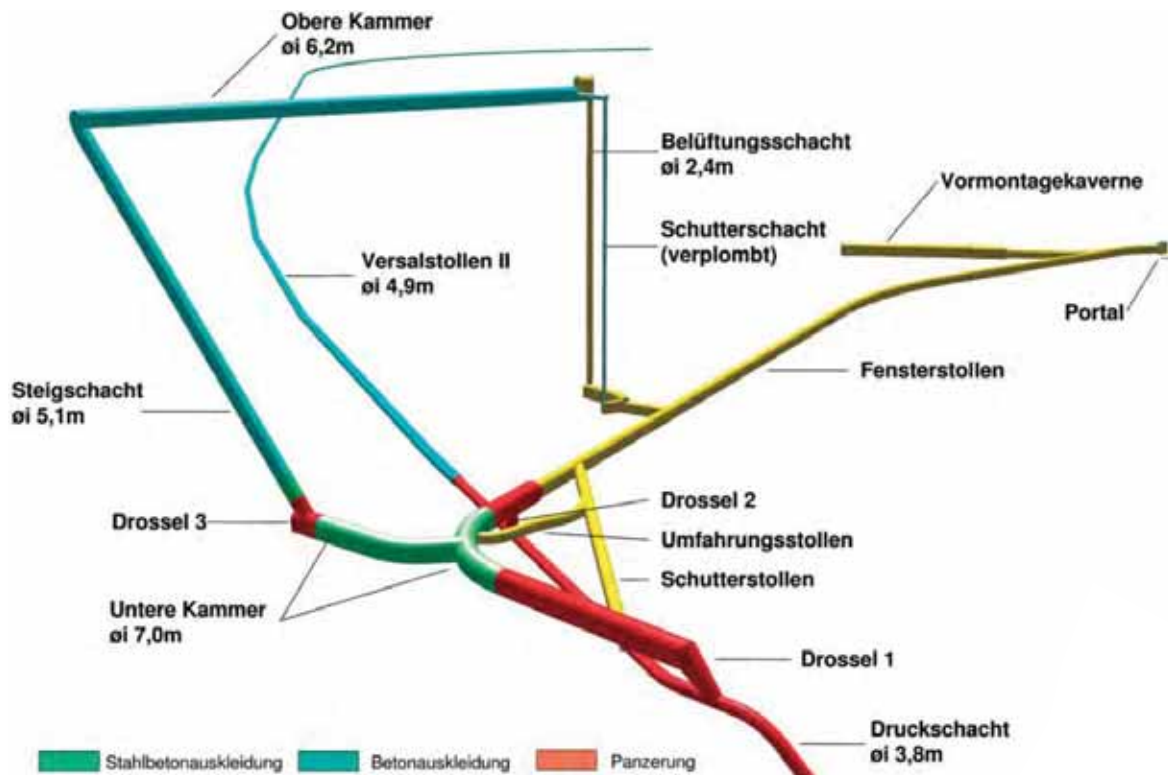 Obere Kammer
øi 6,2m
Belüftungsschacht
øi 2,4m
Vormontagekaverne
Schutterschacht
(verplombt)
Versalstollen II
øi 4,9m
Portal
Fensterstollen
Steigschacht
øi 5,1m
Drossel 2
Drossel 3
Umfahrungsstollen
Schutterstollen
Untere Kammer
øi 7,0m
Drossel 1
Druckschacht
øi 3,8m
Stahlbetonauskleidung
Betonauskleidung
Panzerung